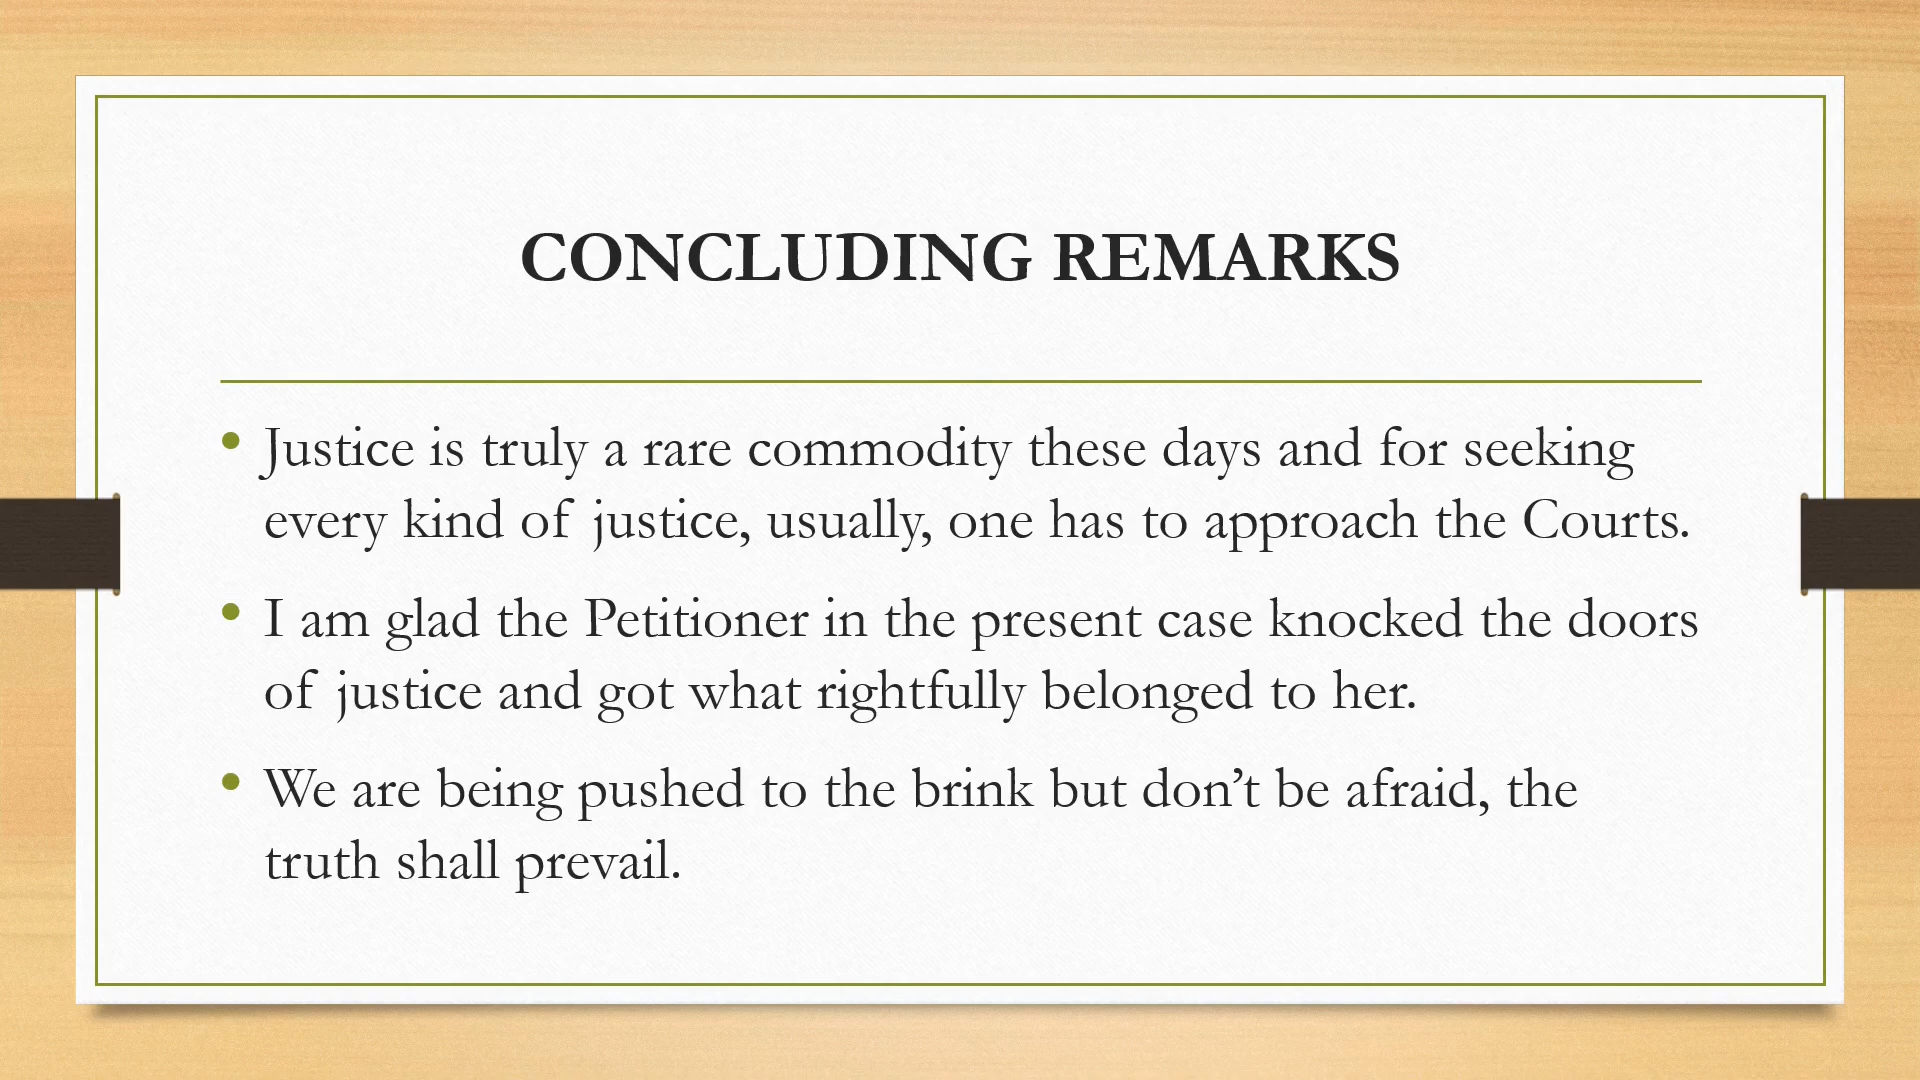 CONCLUDING REMARKS
• Justice is truly a rare commodity these days and for seeking
every kind of justice, usually, one has to approach the Courts.
• I am glad the Petitioner in the present case knocked the doors
of justice and got what rightfully belonged to her.
• We are being pushed to the brink but don’t be afraid, the
truth shall prevail.